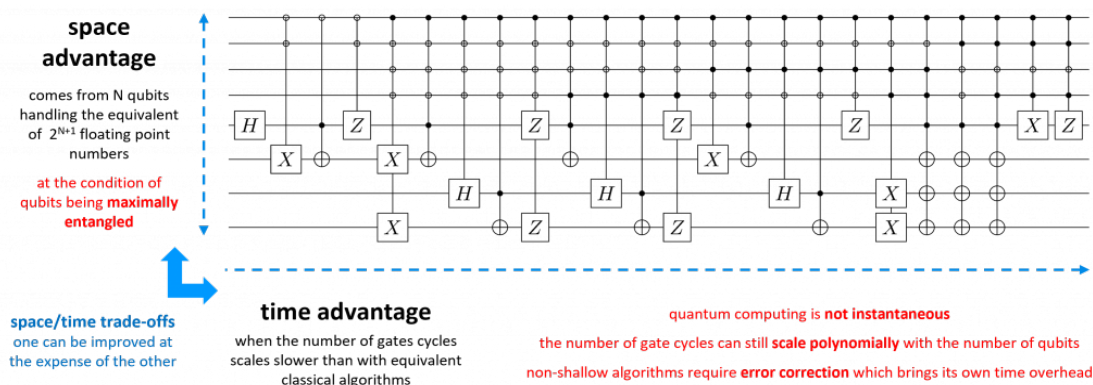 space
advantage
comes from N qubits
handling the equivalent
of 2^{N+1} floating point
numbers
at the condition of
qubits being maximally
entangled
H X Z X X H Z Z H Z Z X H Z X X X Z
space/time trade-offs
one can be improved at
the expense of the other
time advantage
when the number of gates cycles
scales slower than with equivalent
classical algorithms
quantum computing is not instantaneous
the number of gate cycles can still scale polynomially with the number of qubits
non-shallow algorithms require error correction which brings its own time overhead